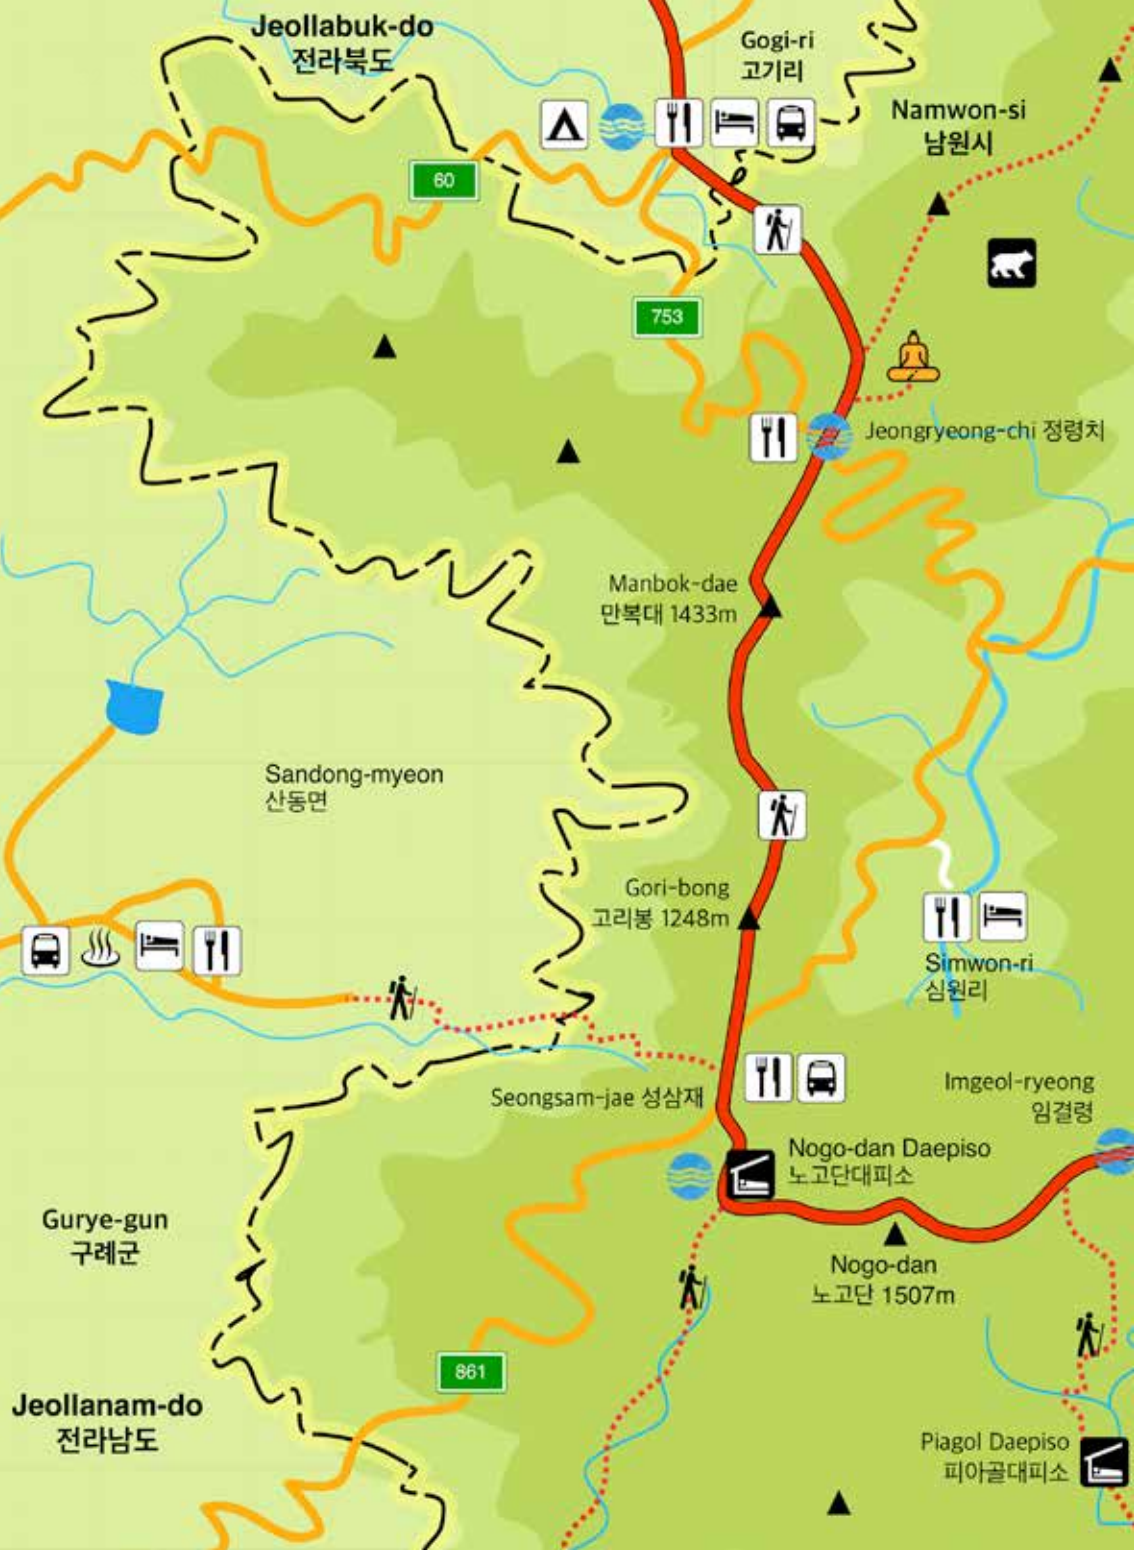 Jeollabuk-do
전라북도
Gogi-ri
고기리
Namwon-si
남원시
60
753
Jeongryeong-chi 정령치
Manbok-dae
만복대 1433m
Sandong-myeon
산동면
Gori-bong
고리봉 1248m
Simwon-ri
심원리
Seongsam-jae 성삼재
Imgeol-ryeong
임결령
Nogo-dan Daepiso
노고단대피소
Gurye-gun
구례군
Nogo-dan
노고단 1507m
861
Jeollanam-do
전라남도
Piagol Daepiso
피아골대피소